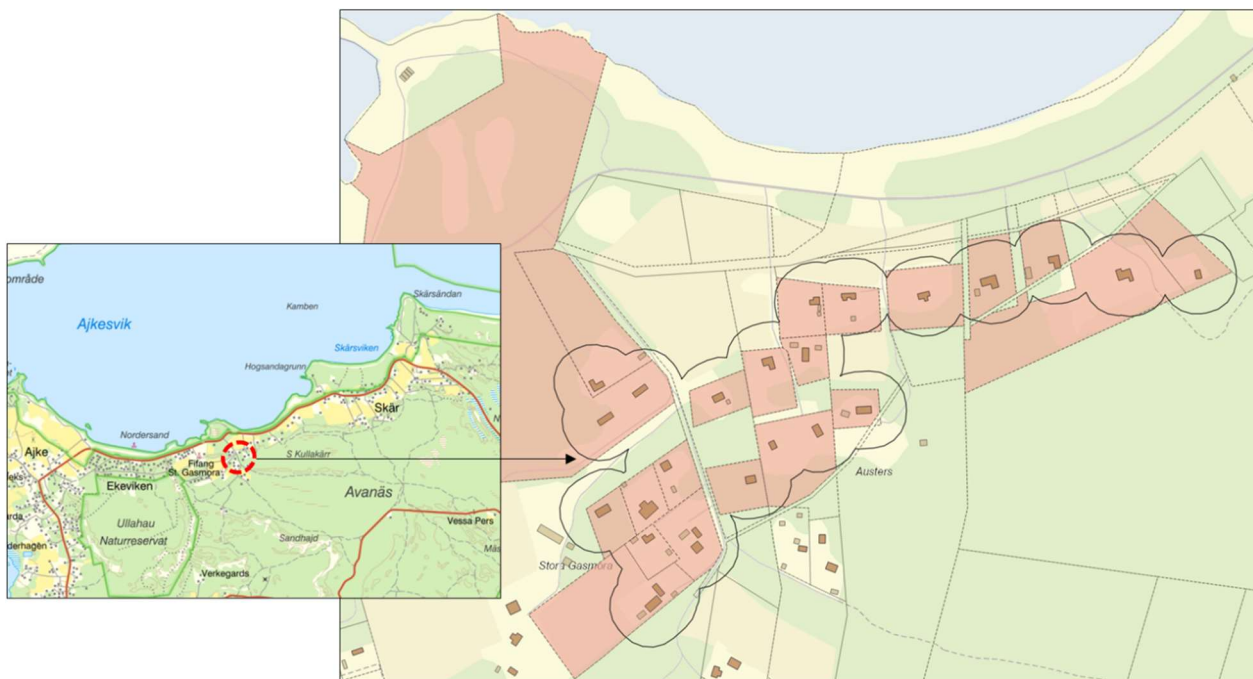 område
Kamben
Skärsändan
Ajkesvik
Skärsviken
Hogsandagrunn
Skär
Nordersand
Ajke
Fifang
St. Gasmora
S Kullakärr
Ekeviken
Avanäs
Ullahau
Naturreservat
Vessa Pers
Sandhajd
derhagen
Verkegards
Austers
Gasmora